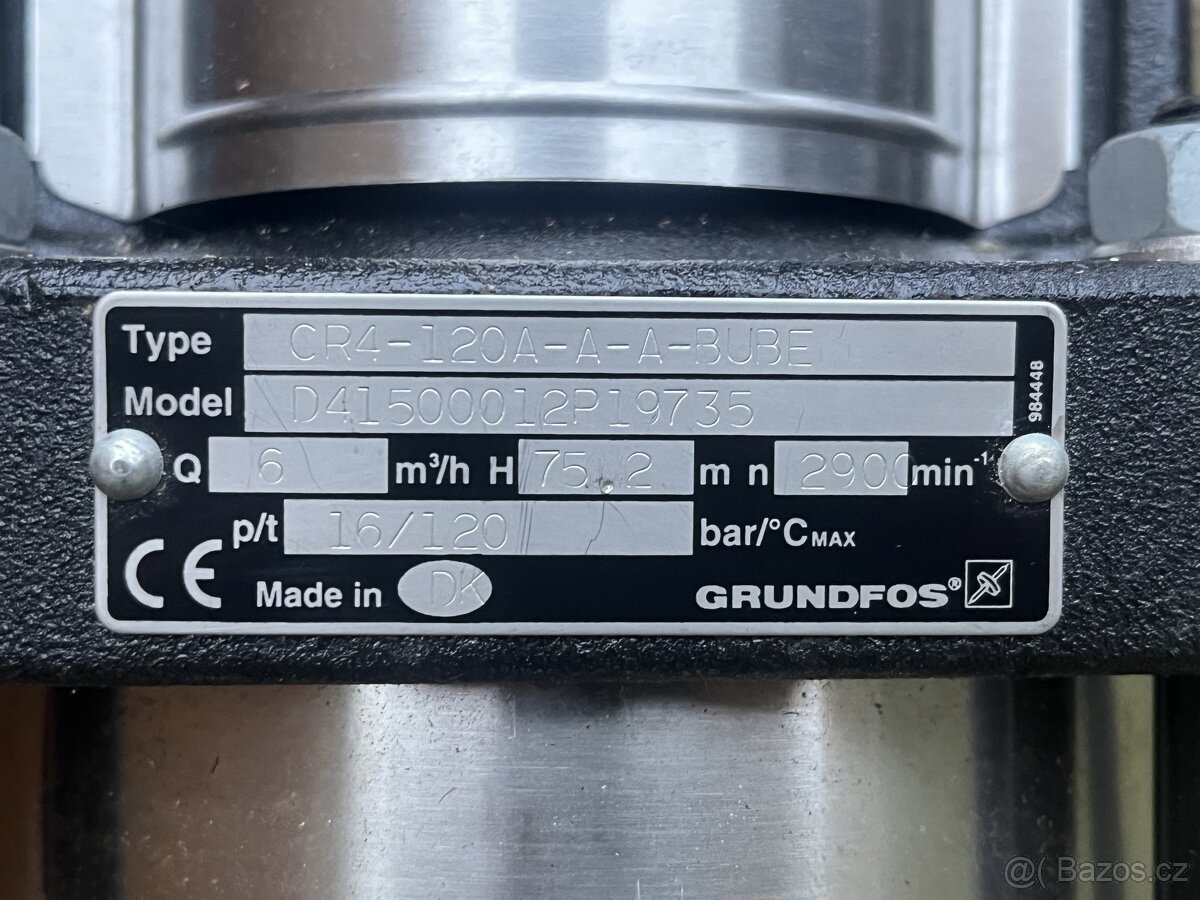 Type CR4-120A-A-A-BUBE
Model D41500012P19735
984448
Q 6 m³/h H 75.2 m n 2900 min⁻¹
p/t 16/120 bar/°CMAX
CE Made in DK GRUNDFOS®
@( Bazos.cz